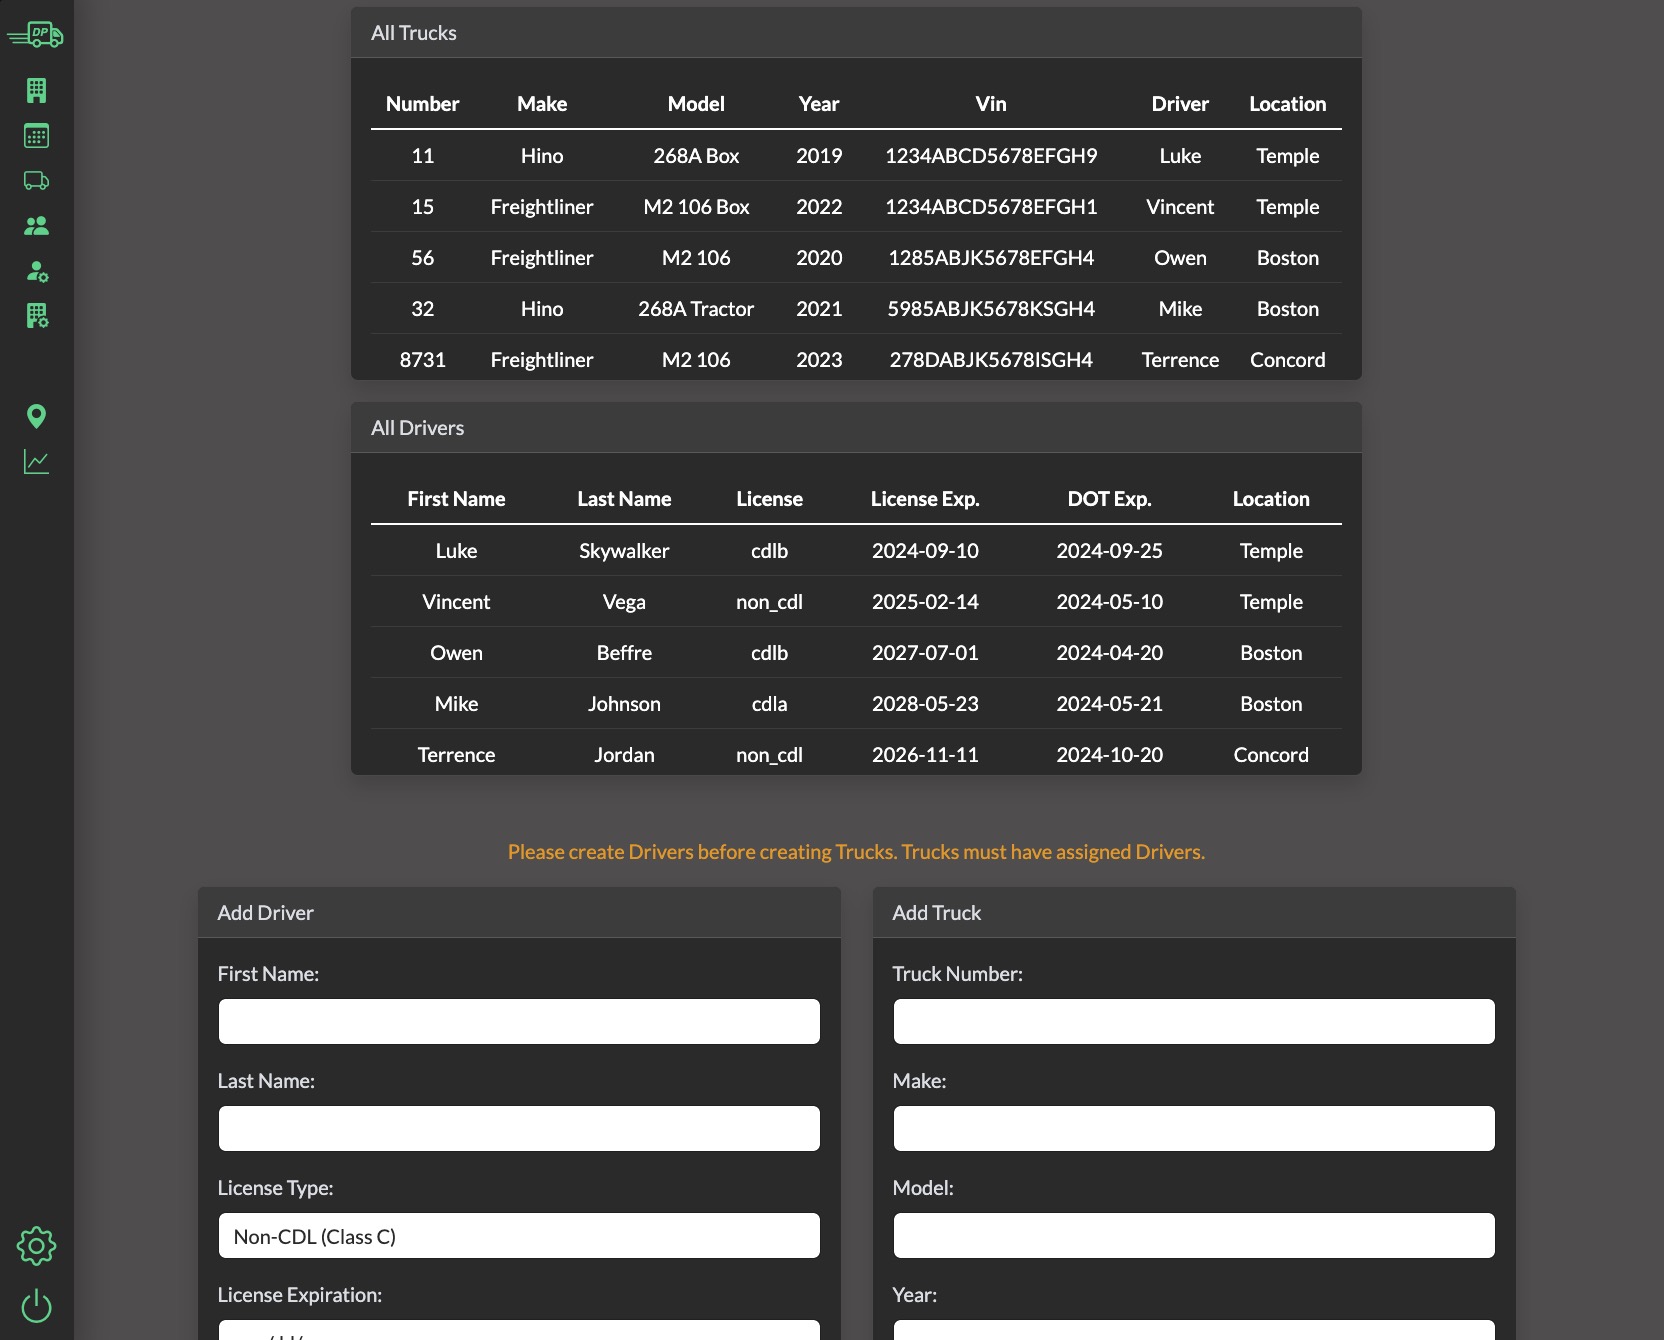 DP
All Trucks
Number Make Model Year Vin Driver Location
11 Hino 268A Box 2019 1234ABCD5678EFGH9 Luke Temple
15 Freightliner M2 106 Box 2022 1234ABCD5678EFGH1 Vincent Temple
56 Freightliner M2 106 2020 1285ABJK5678EFGH4 Owen Boston
32 Hino 268A Tractor 2021 5985ABJK5678KSGH4 Mike Boston
8731 Freightliner M2 106 2023 278DABJK5678ISGH4 Terrence Concord
All Drivers
First Name Last Name License License Exp. DOT Exp. Location
Luke Skywalker cdlb 2024-09-10 2024-09-25 Temple
Vincent Vega non_cdl 2025-02-14 2024-05-10 Temple
Owen Beffre cdlb 2027-07-01 2024-04-20 Boston
Mike Johnson cdla 2028-05-23 2024-05-21 Boston
Terrence Jordan non_cdl 2026-11-11 2024-10-20 Concord
Please create Drivers before creating Trucks. Trucks must have assigned Drivers.
Add Driver
First Name:
Last Name:
License Type:
Non-CDL (Class C)
License Expiration:
Add Truck
Truck Number:
Make:
Model:
Year: